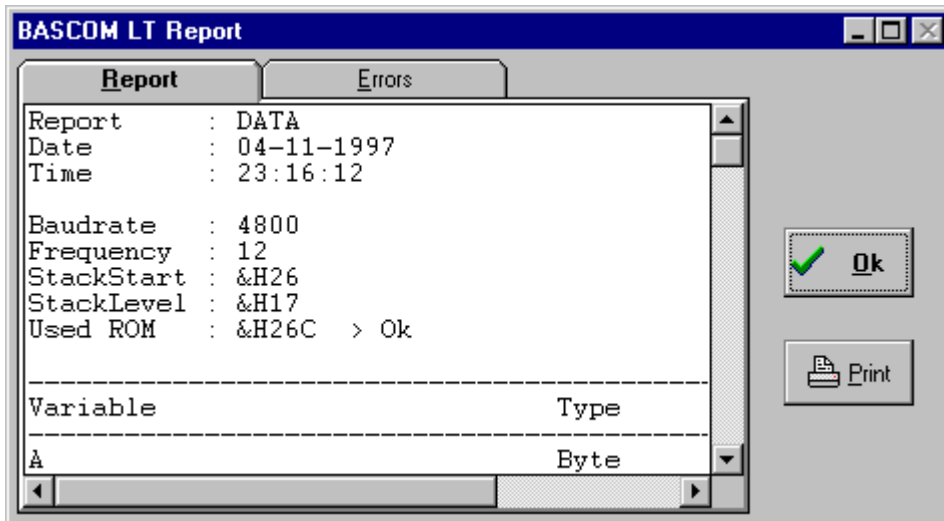 BASCOM LT Report
Report Errors
Report : DATA
Date : 04-11-1997
Time : 23:16:12
Baudrate : 4800
Frequency : 12
StackStart : &H26
StackLevel : &H17
Used ROM : &H26C > Ok
Variable Type
A Byte
Ok
Print